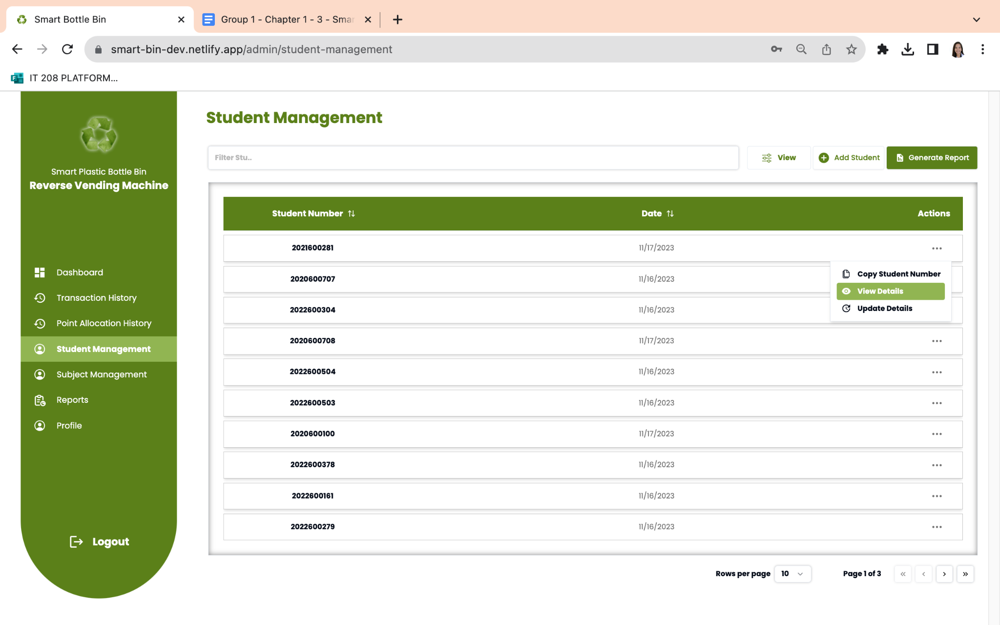 Smart Bottle Bin
Group 1 - Chapter 1 - 3 - Smar
smart-bin-dev.netlify.app/admin/student-management
IT 208 PLATFORM...
Smart Plastic Bottle Bin
Reverse Vending Machine
Dashboard
Transaction History
Point Allocation History
Student Management
Subject Management
Reports
Profile
Logout
Student Management
Filter Stu..
View
Add Student
Generate Report
Student Number Date Actions
2021600281 11/17/2023
2020600707 11/16/2023
2022600304 11/16/2023
2020600708 11/17/2023
2022600504 11/16/2023
2022600503 11/16/2023
2020600100 11/17/2023
2022600378 11/16/2023
2022600161 11/16/2023
2022600279 11/16/2023
Copy Student Number
View Details
Update Details
Rows per page 10 Page 1 of 3